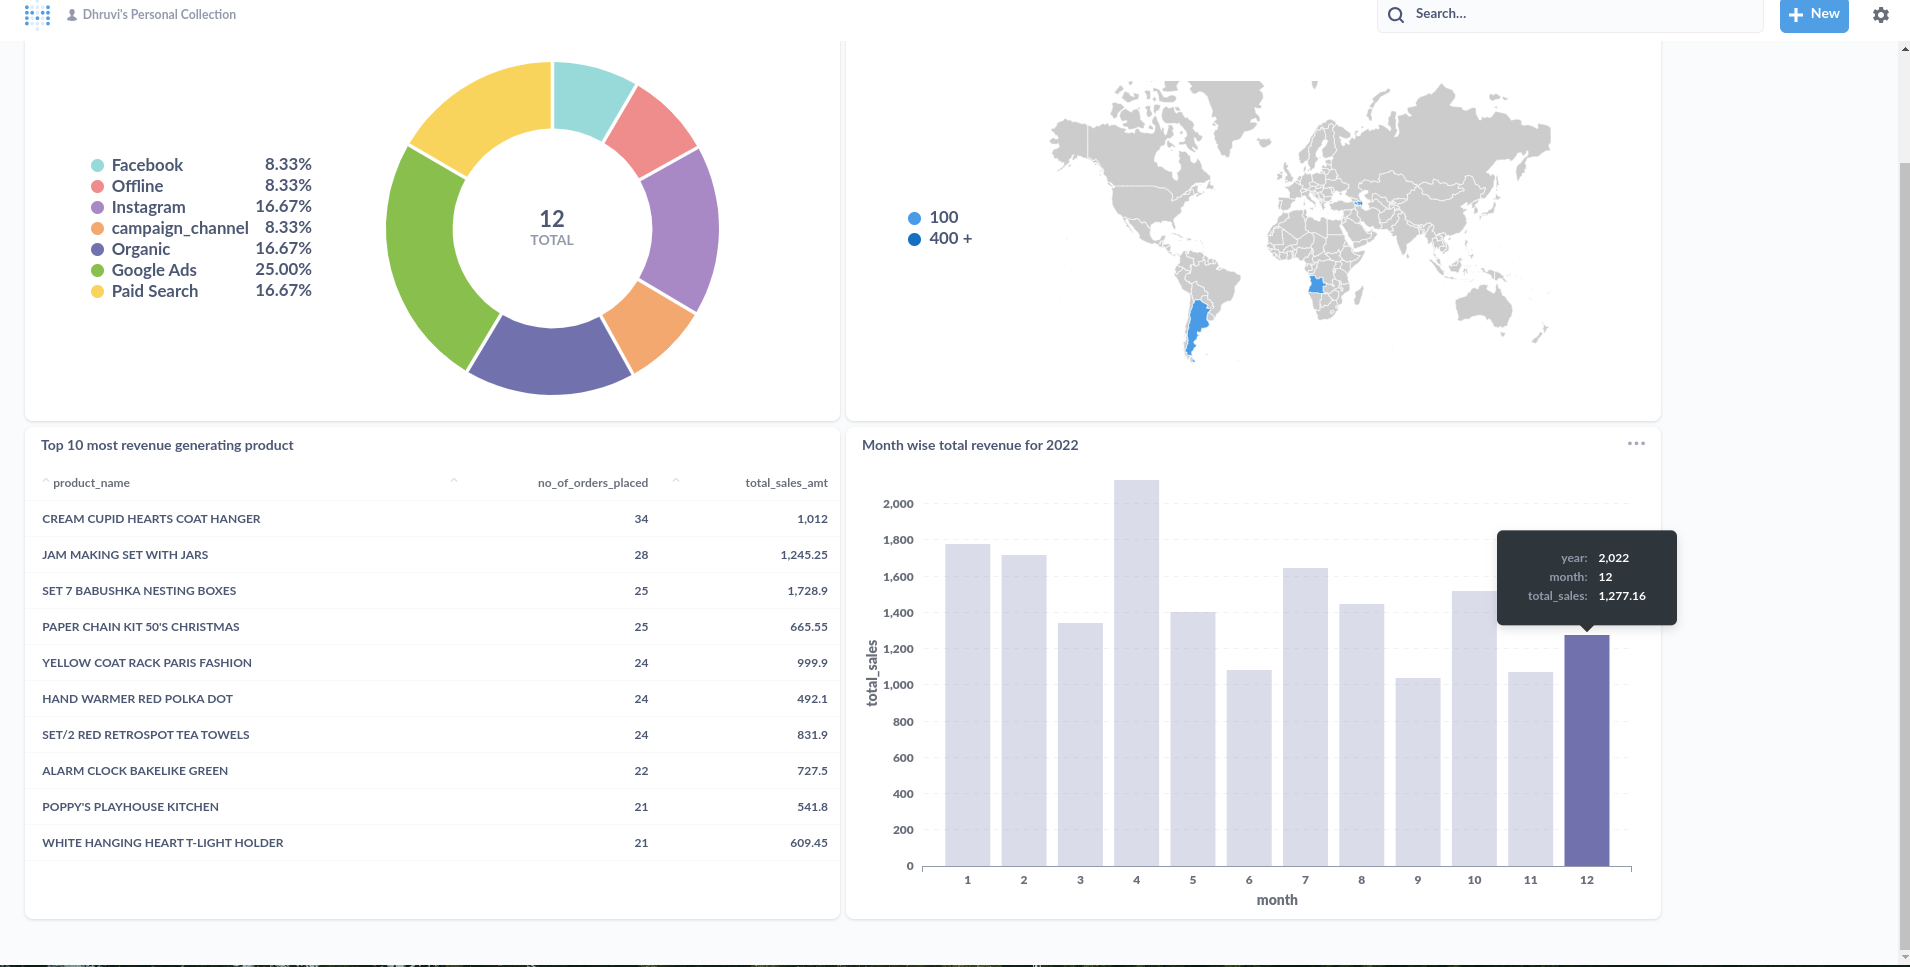 Dhruvi's Personal Collection
Search...
New
Facebook 8.33%
Offline 8.33%
Instagram 16.67%
campaign_channel 8.33%
Organic 16.67%
Google Ads 25.00%
Paid Search 16.67%
12
TOTAL
100
400 +
Top 10 most revenue generating product
product_name no_of_orders_placed total_sales_amt
CREAM CUPID HEARTS COAT HANGER 34 1,012
JAM MAKING SET WITH JARS 28 1,245.25
SET 7 BABUSHKA NESTING BOXES 25 1,728.9
PAPER CHAIN KIT 50'S CHRISTMAS 25 665.55
YELLOW COAT RACK PARIS FASHION 24 999.9
HAND WARMER RED POLKA DOT 24 492.1
SET/2 RED RETROSPOT TEA TOWELS 24 831.9
ALARM CLOCK BAKELIKE GREEN 22 727.5
POPPY'S PLAYHOUSE KITCHEN 21 541.8
WHITE HANGING HEART T-LIGHT HOLDER 21 609.45
Month wise total revenue for 2022
total_sales
2,000
1,800
1,600
1,400
1,200
1,000
800
600
400
200
0
year: 2,022
month: 12
total_sales: 1,277.16
1 2 3 4 5 6 7 8 9 10 11 12
month